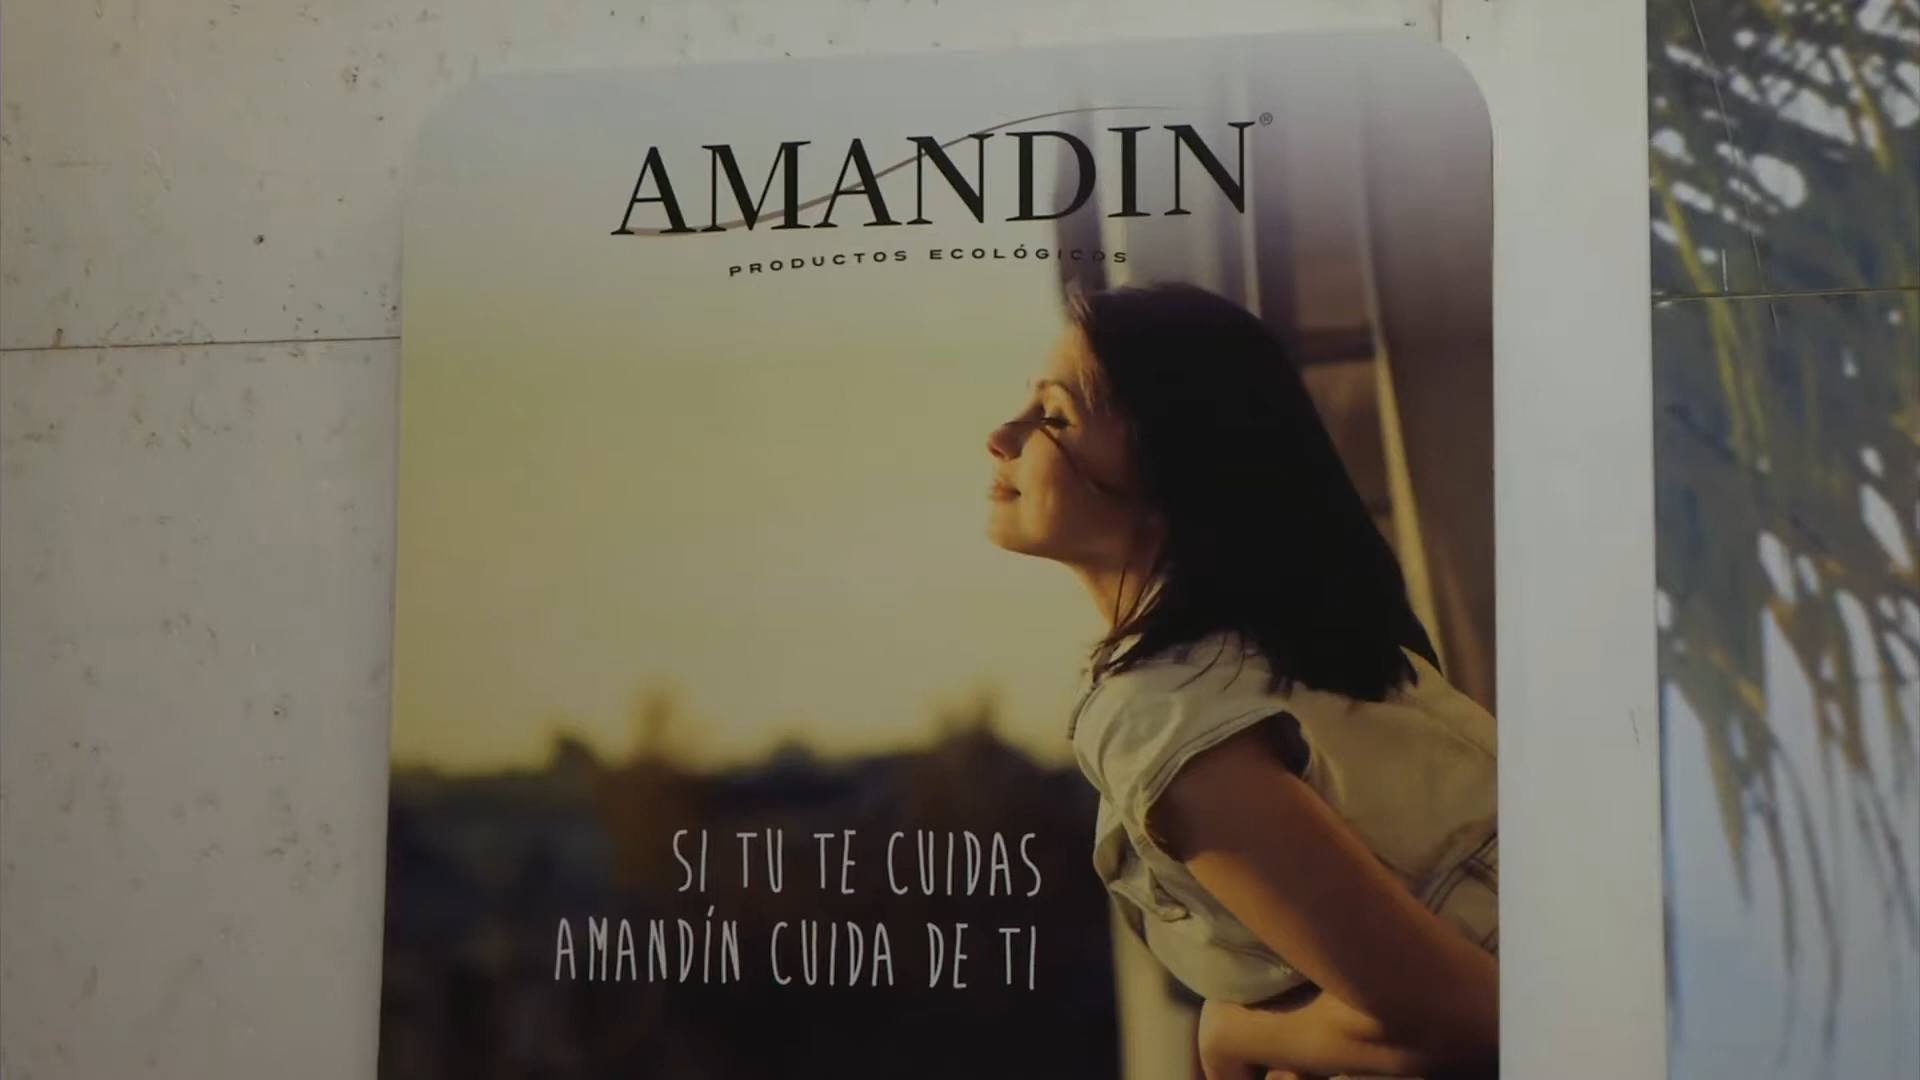 AMANDIN®
PRODUCTOS ECOLÓGICOS
SI TU TE CUIDAS
AMANDÍN CUIDA DE TI